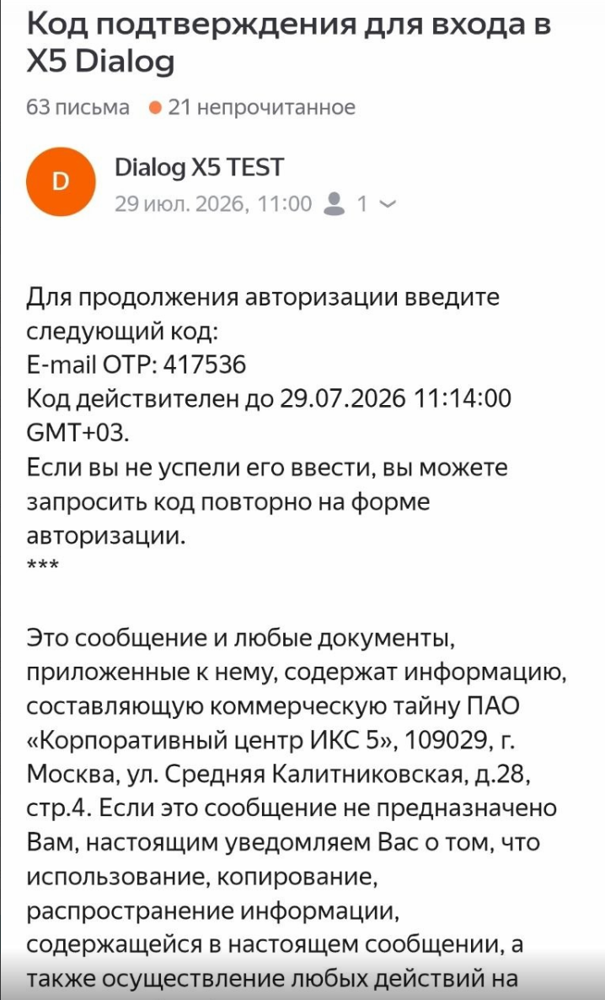 Код подтверждения для входа в
X5 Dialog
63 письма • 21 непрочитанное
D
Dialog X5 TEST
29 июл. 2026, 11:00 1
Для продолжения авторизации введите
следующий код:
E-mail OTP: 417536
Код действителен до 29.07.2026 11:14:00
GMT+03.
Если вы не успели его ввести, вы можете
запросить код повторно на форме
авторизации.
***
Это сообщение и любые документы,
приложенные к нему, содержат информацию,
составляющую коммерческую тайну ПАО
«Корпоративный центр ИКС 5», 109029, г.
Москва, ул. Средняя Калитниковская, д.28,
стр.4. Если это сообщение не предназначено
Вам, настоящим уведомляем Вас о том, что
использование, копирование,
распространение информации,
содержащейся в настоящем сообщении, а
также осуществление любых действий на